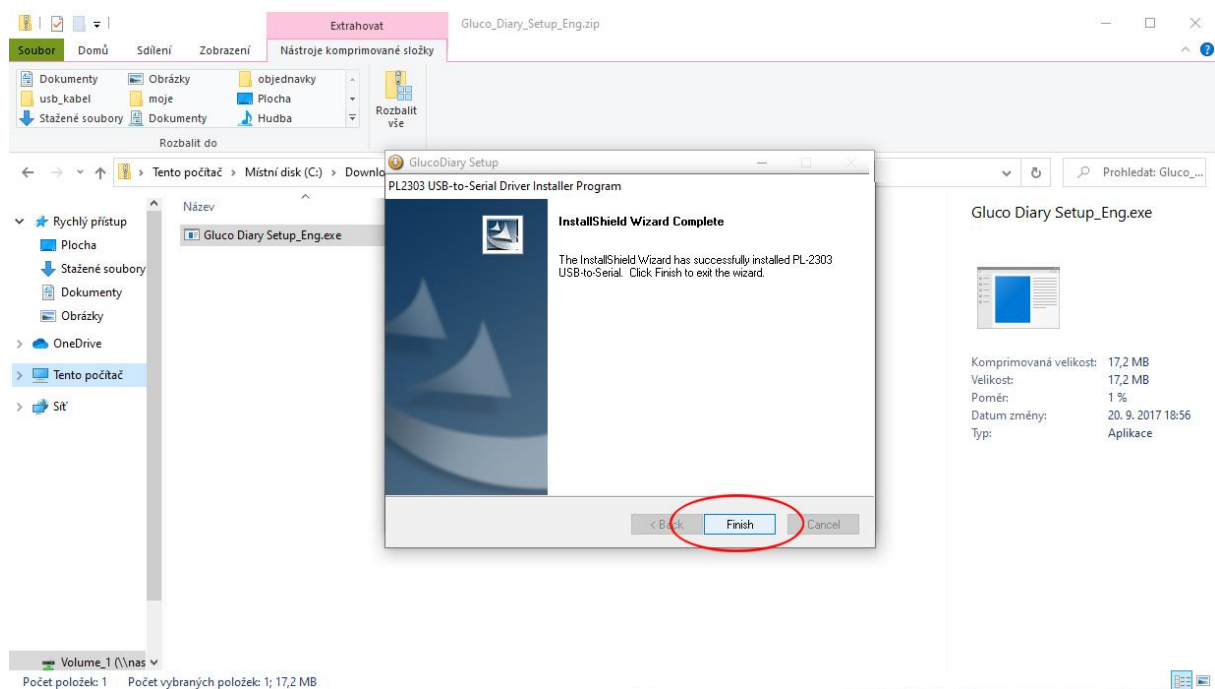 Extrahovat
Gluco_Diary_Setup_Eng.zip
Soubor Domů Sdílení Zobrazení Nástroje komprimované složky
Dokumenty Obrázky objednavky
usb_kabel moje Plocha
Stažené soubory Dokumenty Hudba
Rozbalit vše
Rozbalit do
Tento počítač › Místní disk (C:) › Downlo
Prohledat: Gluco_...
Rychlý přístup
Plocha
Stažené soubory
Dokumenty
Obrázky
OneDrive
Tento počítač
Síť
Volume_1 (\\nas
Název
Gluco Diary Setup_Eng.exe
GlucoDiary Setup
PL2303 USB-to-Serial Driver Installer Program
InstallShield Wizard Complete
The InstallShield Wizard has successfully installed PL-2303
USB-to-Serial. Click Finish to exit the wizard.
< Back Finish Cancel
Gluco Diary Setup_Eng.exe
Komprimovaná velikost: 17,2 MB
Velikost: 17,2 MB
Poměr: 1 %
Datum změny: 20. 9. 2017 18:56
Typ: Aplikace
Počet položek: 1 Počet vybraných položek: 1; 17,2 MB